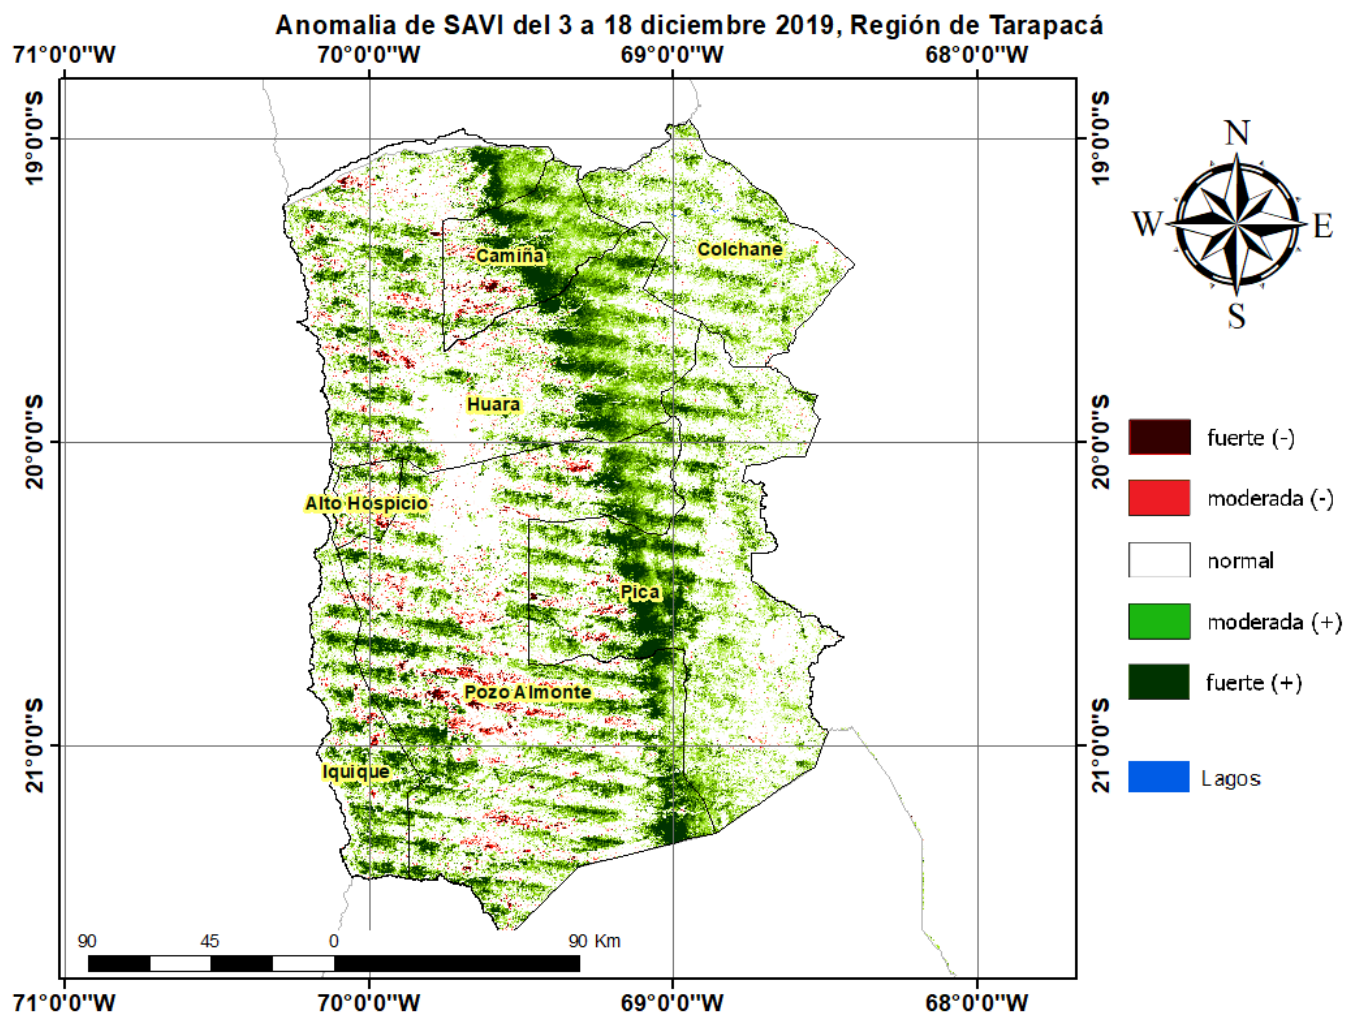 Anomalia de SAVI del 3 a 18 diciembre 2019, Región de Tarapacá
71°0'0"W 70°0'0"W 69°0'0"W 68°0'0"W
19°0'0"S 19°0'0"S
N
W E
S
Colchane
Camiña
Huara
20°0'0"S 20°0'0"S
fuerte (-)
moderada (-)
Alto Hospicio
normal
Pica
moderada (+)
fuerte (+)
Pozo Almonte
21°0'0"S 21°0'0"S
Iquique
Lagos
90 45 0 90 Km
71°0'0"W 70°0'0"W 69°0'0"W 68°0'0"W